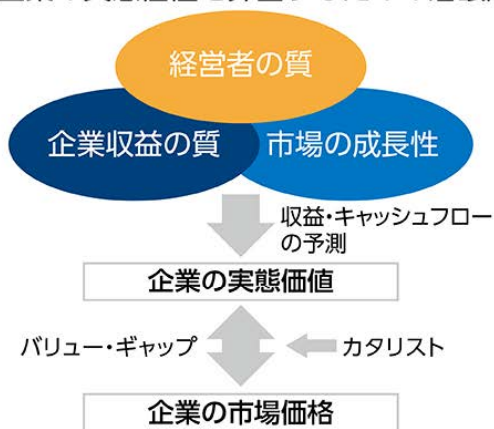 経営者の質
企業収益の質
市場の成長性
収益・キャッシュフロー
の予測
企業の実態価値
バリュー・ギャップ
カタリスト
企業の市場価格